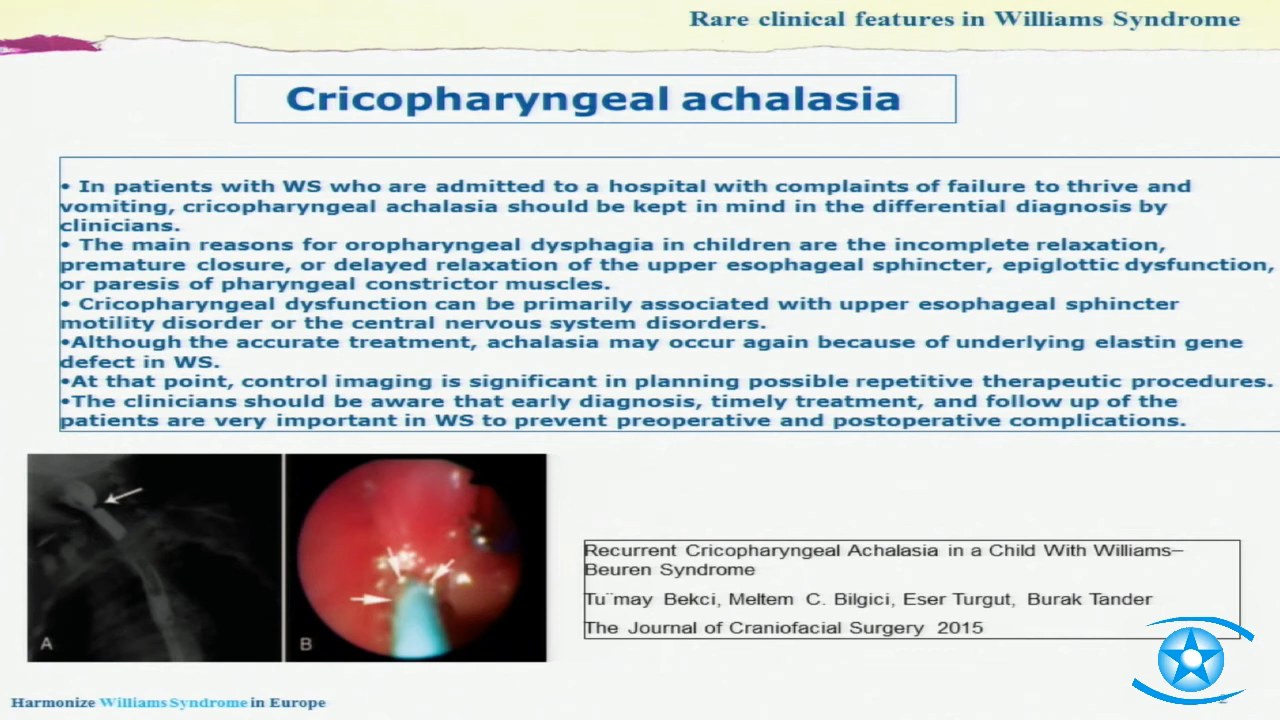 Rare clinical features in Williams Syndrome
Cricopharyngeal achalasia
• In patients with WS who are admitted to a hospital with complaints of failure to thrive and
vomiting, cricopharyngeal achalasia should be kept in mind in the differential diagnosis by
clinicians.
• The main reasons for oropharyngeal dysphagia in children are the incomplete relaxation,
premature closure, or delayed relaxation of the upper esophageal sphincter, epiglottic dysfunction,
or paresis of pharyngeal constrictor muscles.
• Cricopharyngeal dysfunction can be primarily associated with upper esophageal sphincter
motility disorder or the central nervous system disorders.
•Although the accurate treatment, achalasia may occur again because of underlying elastin gene
defect in WS.
•At that point, control imaging is significant in planning possible repetitive therapeutic procedures.
•The clinicians should be aware that early diagnosis, timely treatment, and follow up of the
patients are very important in WS to prevent preoperative and postoperative complications.
A
B
Recurrent Cricopharyngeal Achalasia in a Child With Williams–
Beuren Syndrome
Tu¨may Bekci, Meltem C. Bilgici, Eser Turgut, Burak Tander
The Journal of Craniofacial Surgery 2015
Harmonize Williams Syndrome in Europe